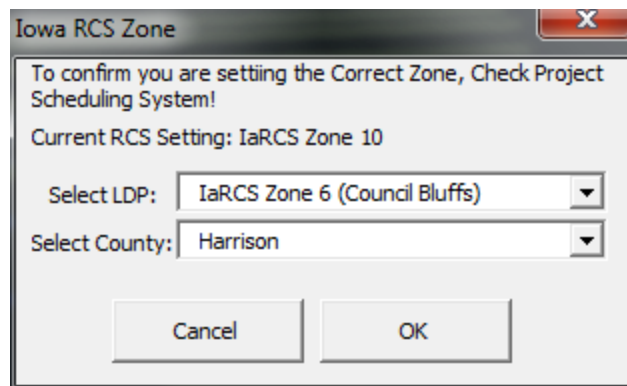 Iowa RCS Zone
To confirm you are settiing the Correct Zone, Check Project
Scheduling System!
Current RCS Setting: IaRCS Zone 10
Select LDP: IaRCS Zone 6 (Council Bluffs)
Select County: Harrison
Cancel OK